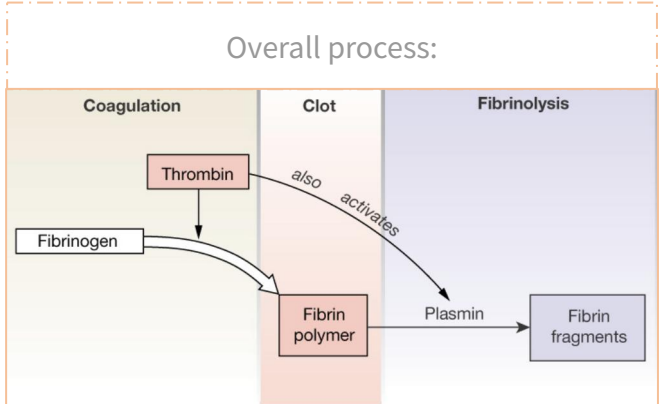 Overall process:
Coagulation
Clot
Fibrinolysis
Thrombin
also activates
Fibrinogen
Fibrin
polymer
Plasmin
Fibrin
fragments